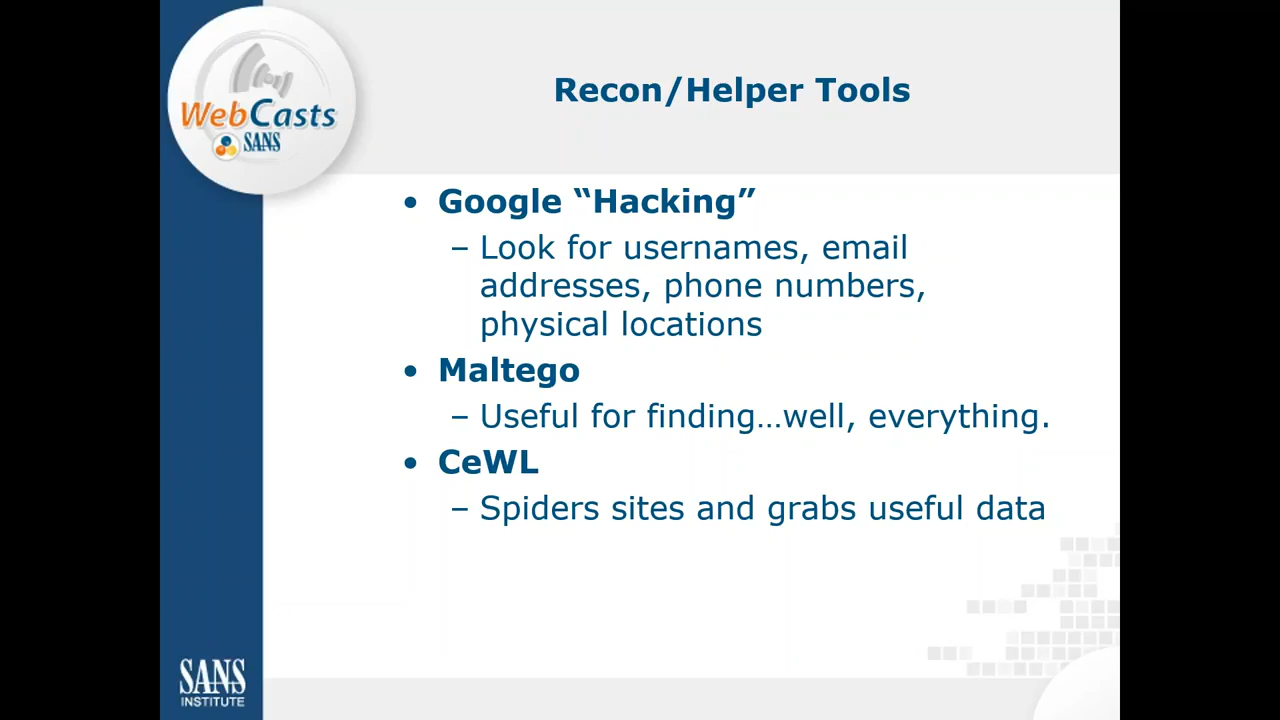 WebCasts
SANS
Recon/Helper Tools
• Google “Hacking”
– Look for usernames, email
addresses, phone numbers,
physical locations
• Maltego
– Useful for finding…well, everything.
• CeWL
– Spiders sites and grabs useful data
SANS
INSTITUTE